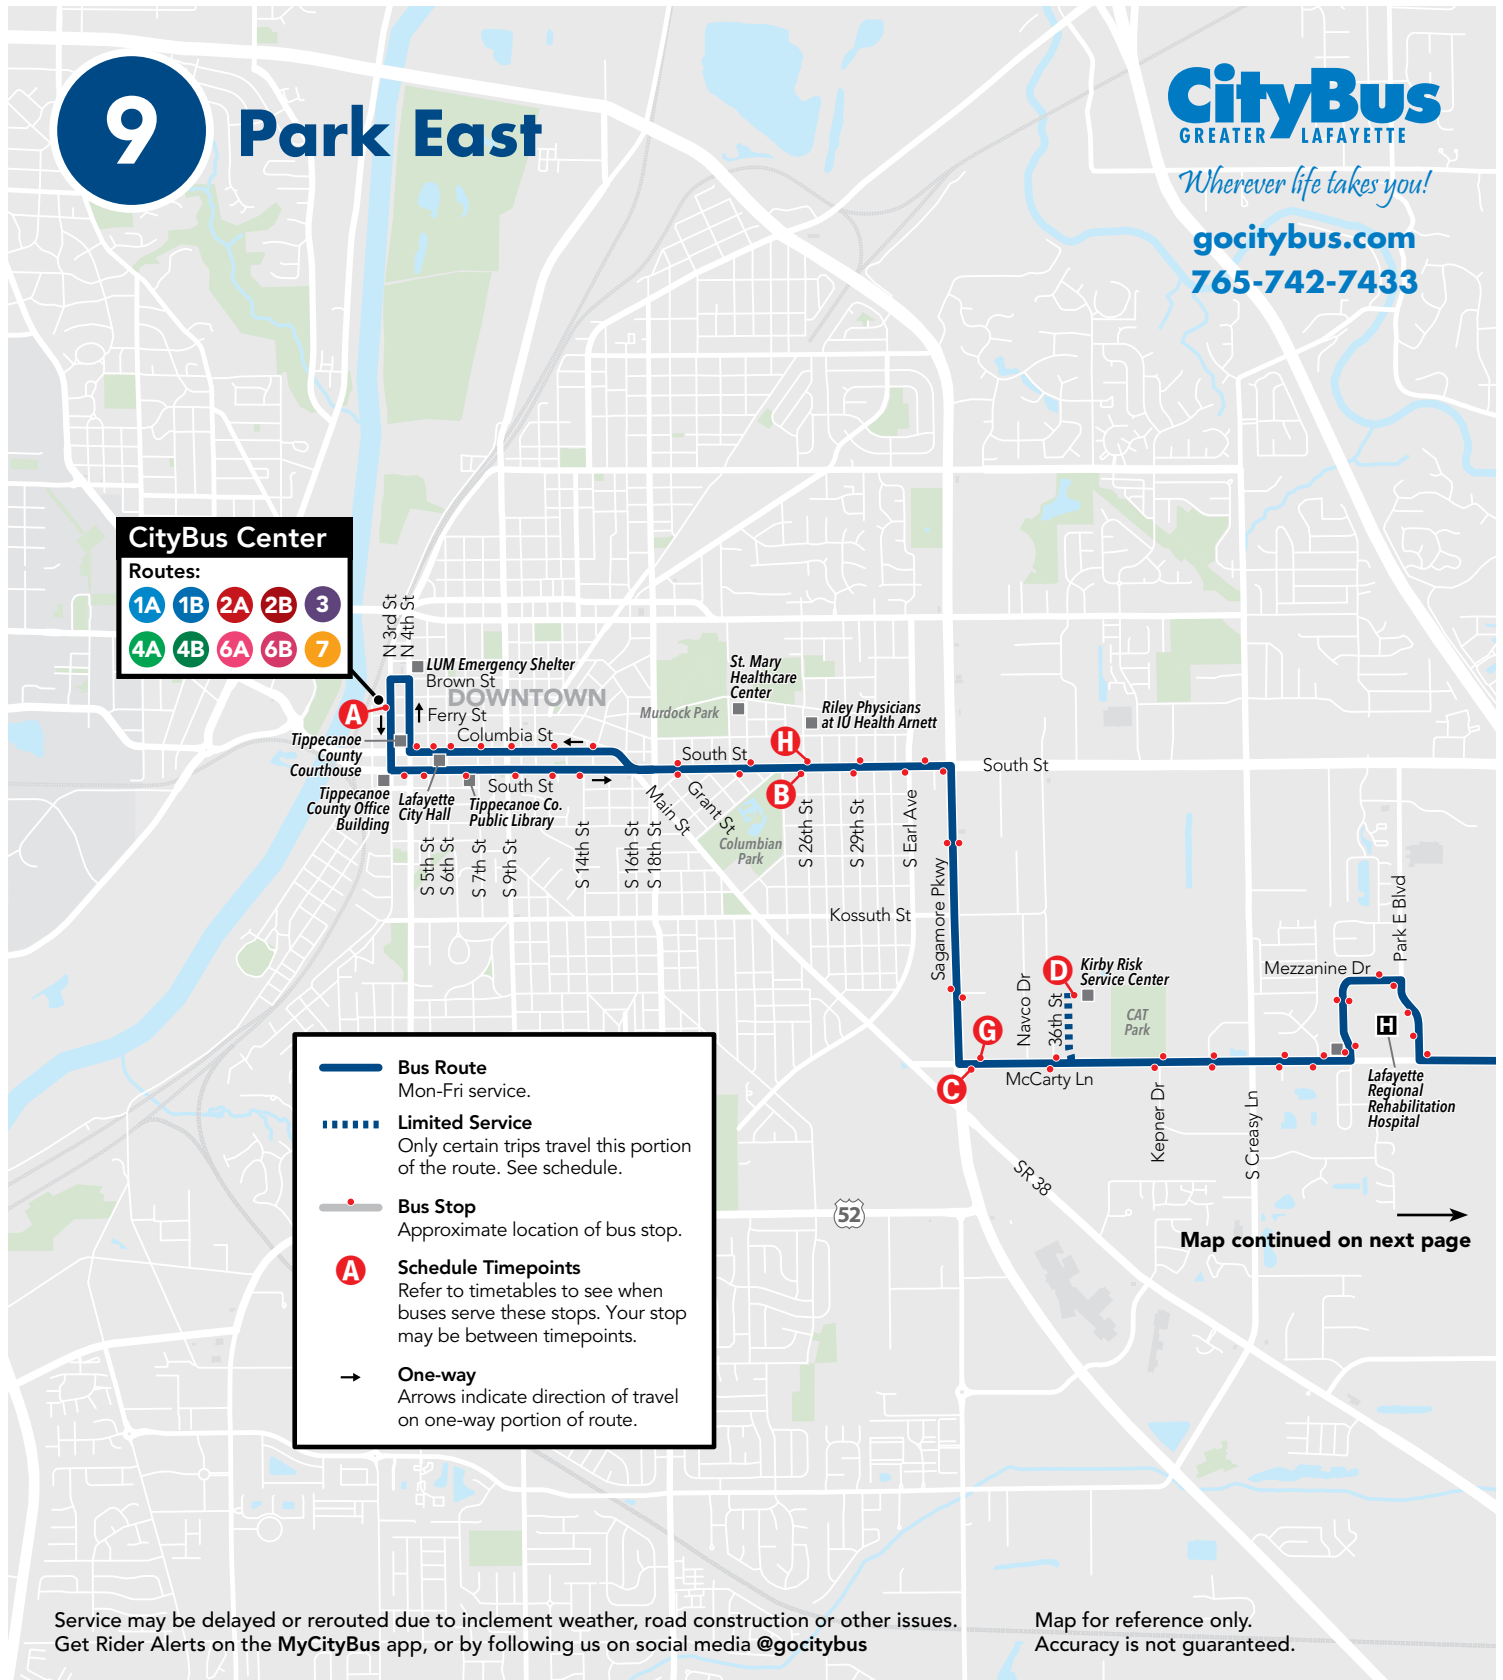 9
Park East
CityBus
GREATER LAFAYETTE
Wherever life takes you!
gocitybus.com
765-742-7433
CityBus Center
Routes:
1A 1B 2A 2B 3
4A 4B 6A 6B 7
N 3rd St
N 4th St
LUM Emergency Shelter
Brown St
DOWNTOWN
A
Ferry St
Columbia St
Tippecanoe
County
Courthouse
South St
Tippecanoe
County Office
Building
Lafayette
City Hall
Tippecanoe Co.
Public Library
S 5th St
S 6th St
S 7th St
S 9th St
S 14th St
S 16th St
S 18th St
Main St
Grant St
Murdock Park
St. Mary
Healthcare
Center
Riley Physicians
at IU Health Arnett
H
South St
B
Columbian
Park
S 26th St
S 29th St
S Earl Ave
South St
Sagamore Pkwy
Kossuth St
Navco Dr
36th St
D
Kirby Risk
Service Center
CAT
Park
G
C
McCarty Ln
Kepner Dr
S Creasy Ln
Mezzanine Dr
Park E Blvd
H
Lafayette
Regional
Rehabilitation
Hospital
SR 38
52
Map continued on next page
Bus Route
Mon-Fri service.
Limited Service
Only certain trips travel this portion
of the route. See schedule.
Bus Stop
Approximate location of bus stop.
A
Schedule Timepoints
Refer to timetables to see when
buses serve these stops. Your stop
may be between timepoints.
One-way
Arrows indicate direction of travel
on one-way portion of route.
Service may be delayed or rerouted due to inclement weather, road construction or other issues.
Get Rider Alerts on the MyCityBus app, or by following us on social media @gocitybus
Map for reference only.
Accuracy is not guaranteed.